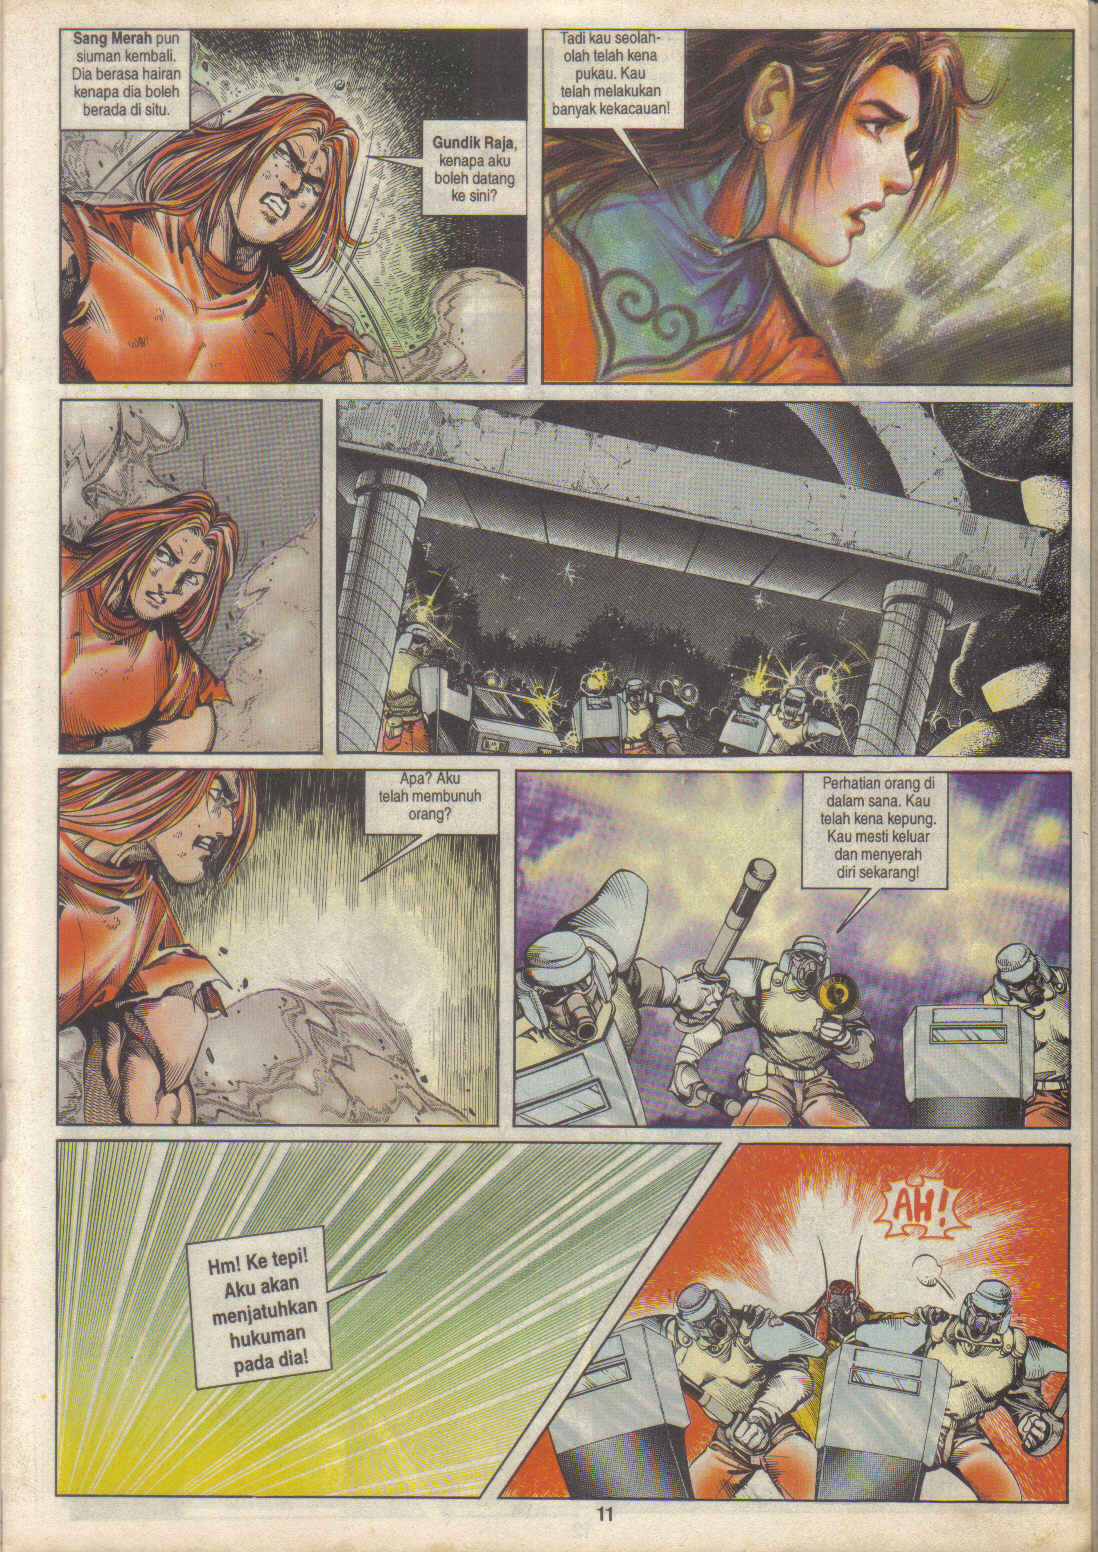 Sang Merah pun
siuman kembali.
Dia berasa hairan
kenapa dia boleh
berada di situ.
Gundik Raja,
kenapa aku
boleh datang
ke sini?
Tadi kau seolah-
olah telah kena
pukau. Kau
telah melakukan
banyak kekacauan!
Apa? Aku
telah membunuh
orang?
Perhatian orang di
dalam sana. Kau
telah kena kepung.
Kau mesti keluar
dan menyerah
diri sekarang!
Hm! Ke tepi!
Aku akan
menjatuhkan
hukuman
pada dia!
AH!
11